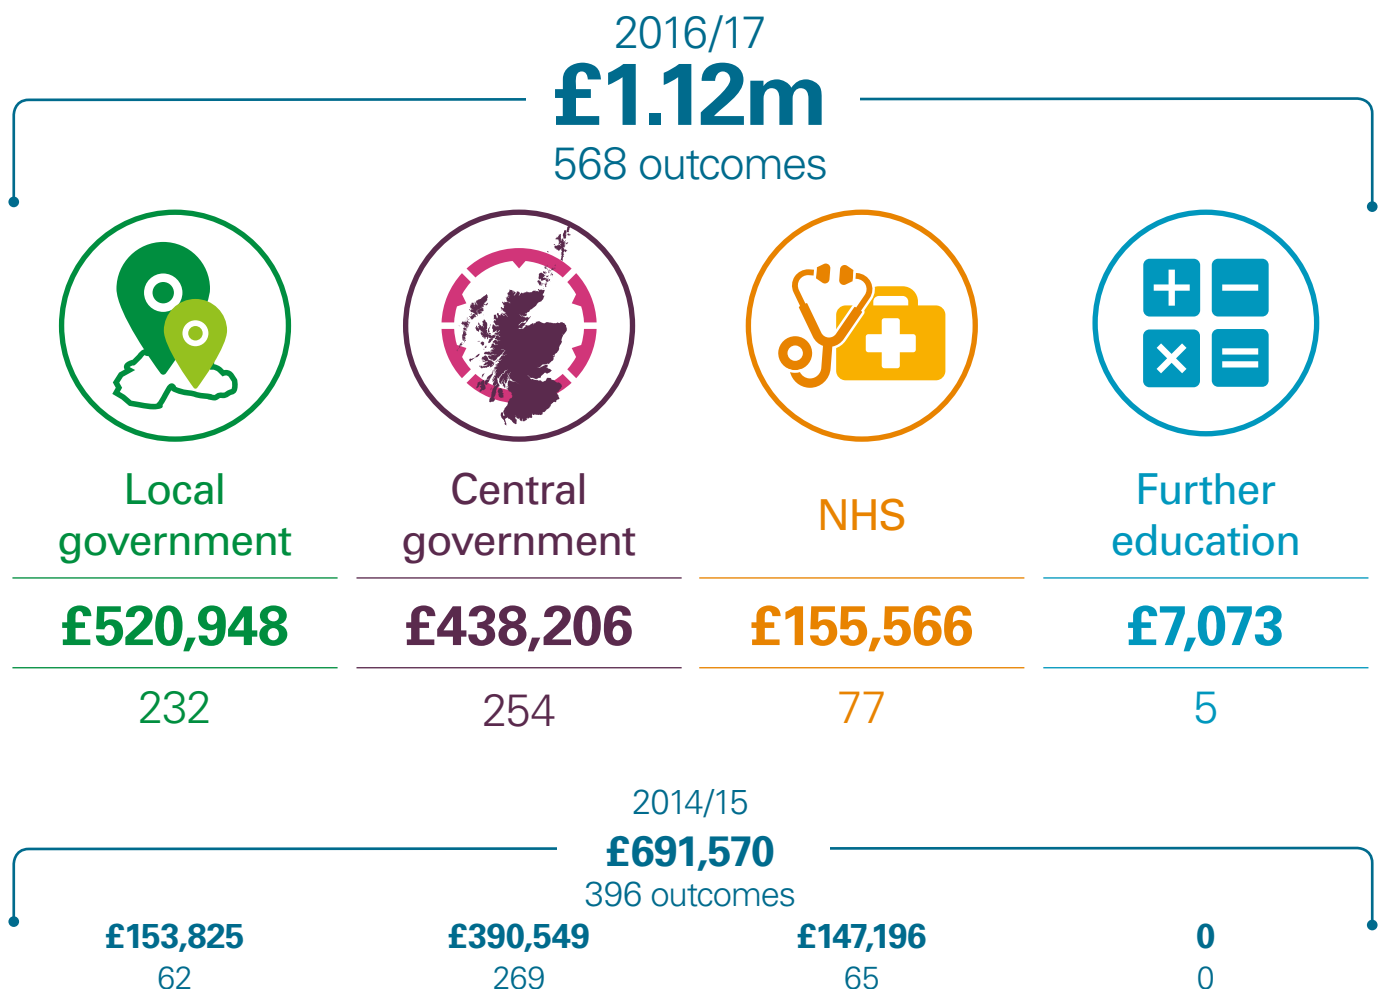 2016/17
£1.12m
568 outcomes
Local government
Central government
NHS
Further education
£520,948
£438,206
£155,566
£7,073
232
254
77
5
2014/15
£691,570
396 outcomes
£153,825
£390,549
£147,196
0
62
269
65
0